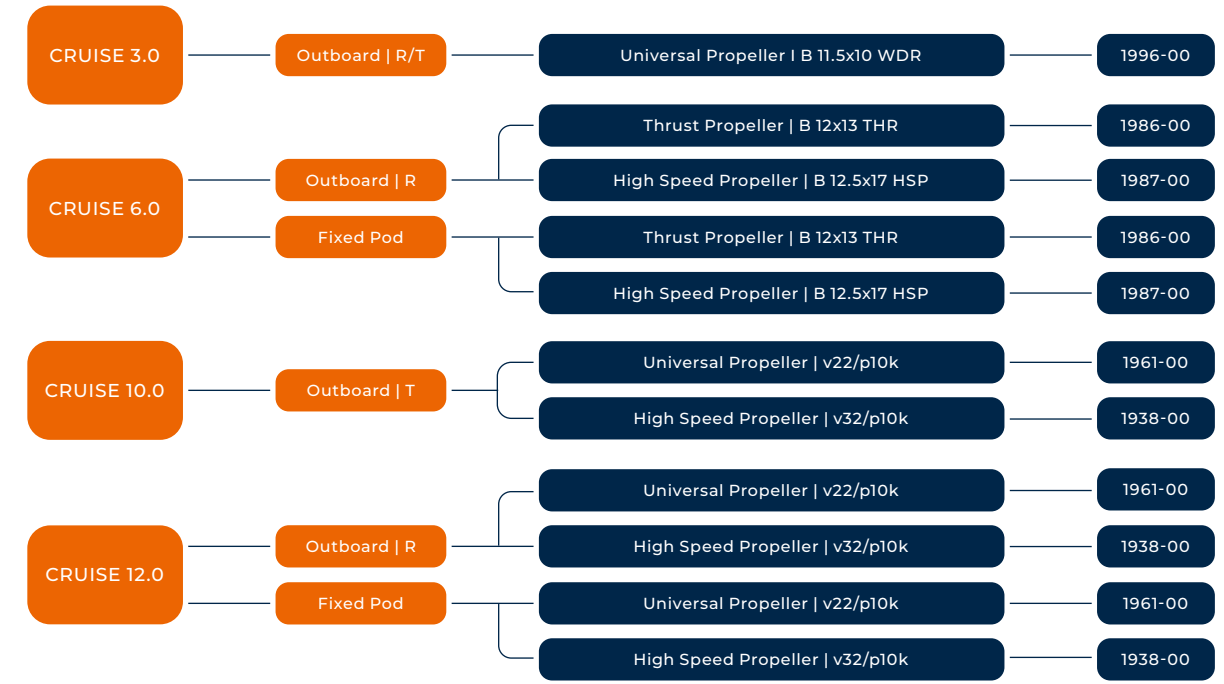 CRUISE 3.0
Outboard | R/T
Universal Propeller I B 11.5x10 WDR
1996-00
Thrust Propeller | B 12x13 THR
1986-00
CRUISE 6.0
Outboard | R
High Speed Propeller | B 12.5x17 HSP
1987-00
Fixed Pod
Thrust Propeller | B 12x13 THR
1986-00
High Speed Propeller | B 12.5x17 HSP
1987-00
CRUISE 10.0
Outboard | T
Universal Propeller | v22/p10k
1961-00
High Speed Propeller | v32/p10k
1938-00
Universal Propeller | v22/p10k
1961-00
CRUISE 12.0
Outboard | R
High Speed Propeller | v32/p10k
1938-00
Fixed Pod
Universal Propeller | v22/p10k
1961-00
High Speed Propeller | v32/p10k
1938-00